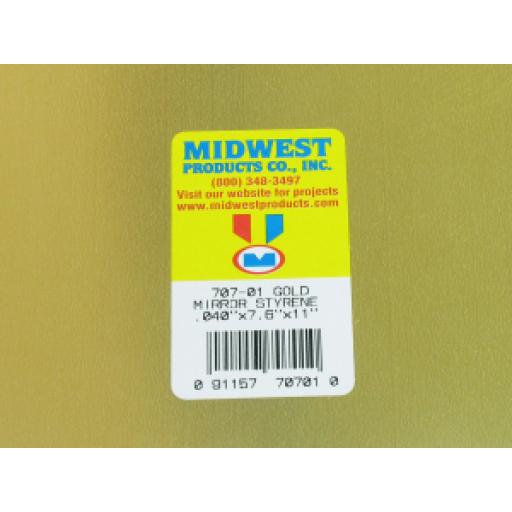 MIDWEST
PRODUCTS CO., INC.
(800) 348-3497
Visit our website for projects
www.midwestproducts.com
M
707-01 GOLD
MIRROR STYRENE
.040"x7.6"x11"
0 91157 70701 0